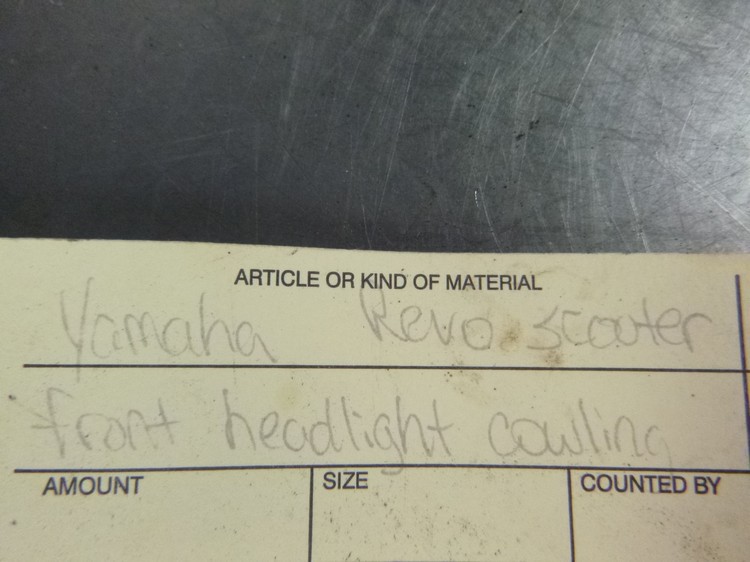 ARTICLE OR KIND OF MATERIAL
Yamaha Revo scooter
front headlight cowling
AMOUNT SIZE COUNTED BY